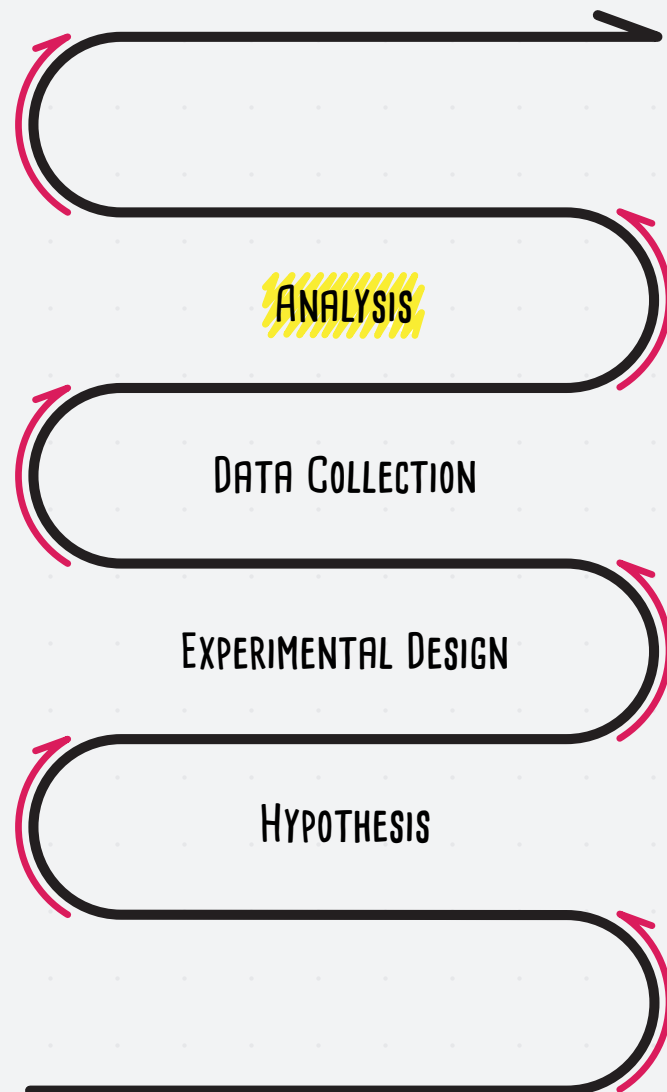 Analysis
Data Collection
Experimental Design
Hypothesis